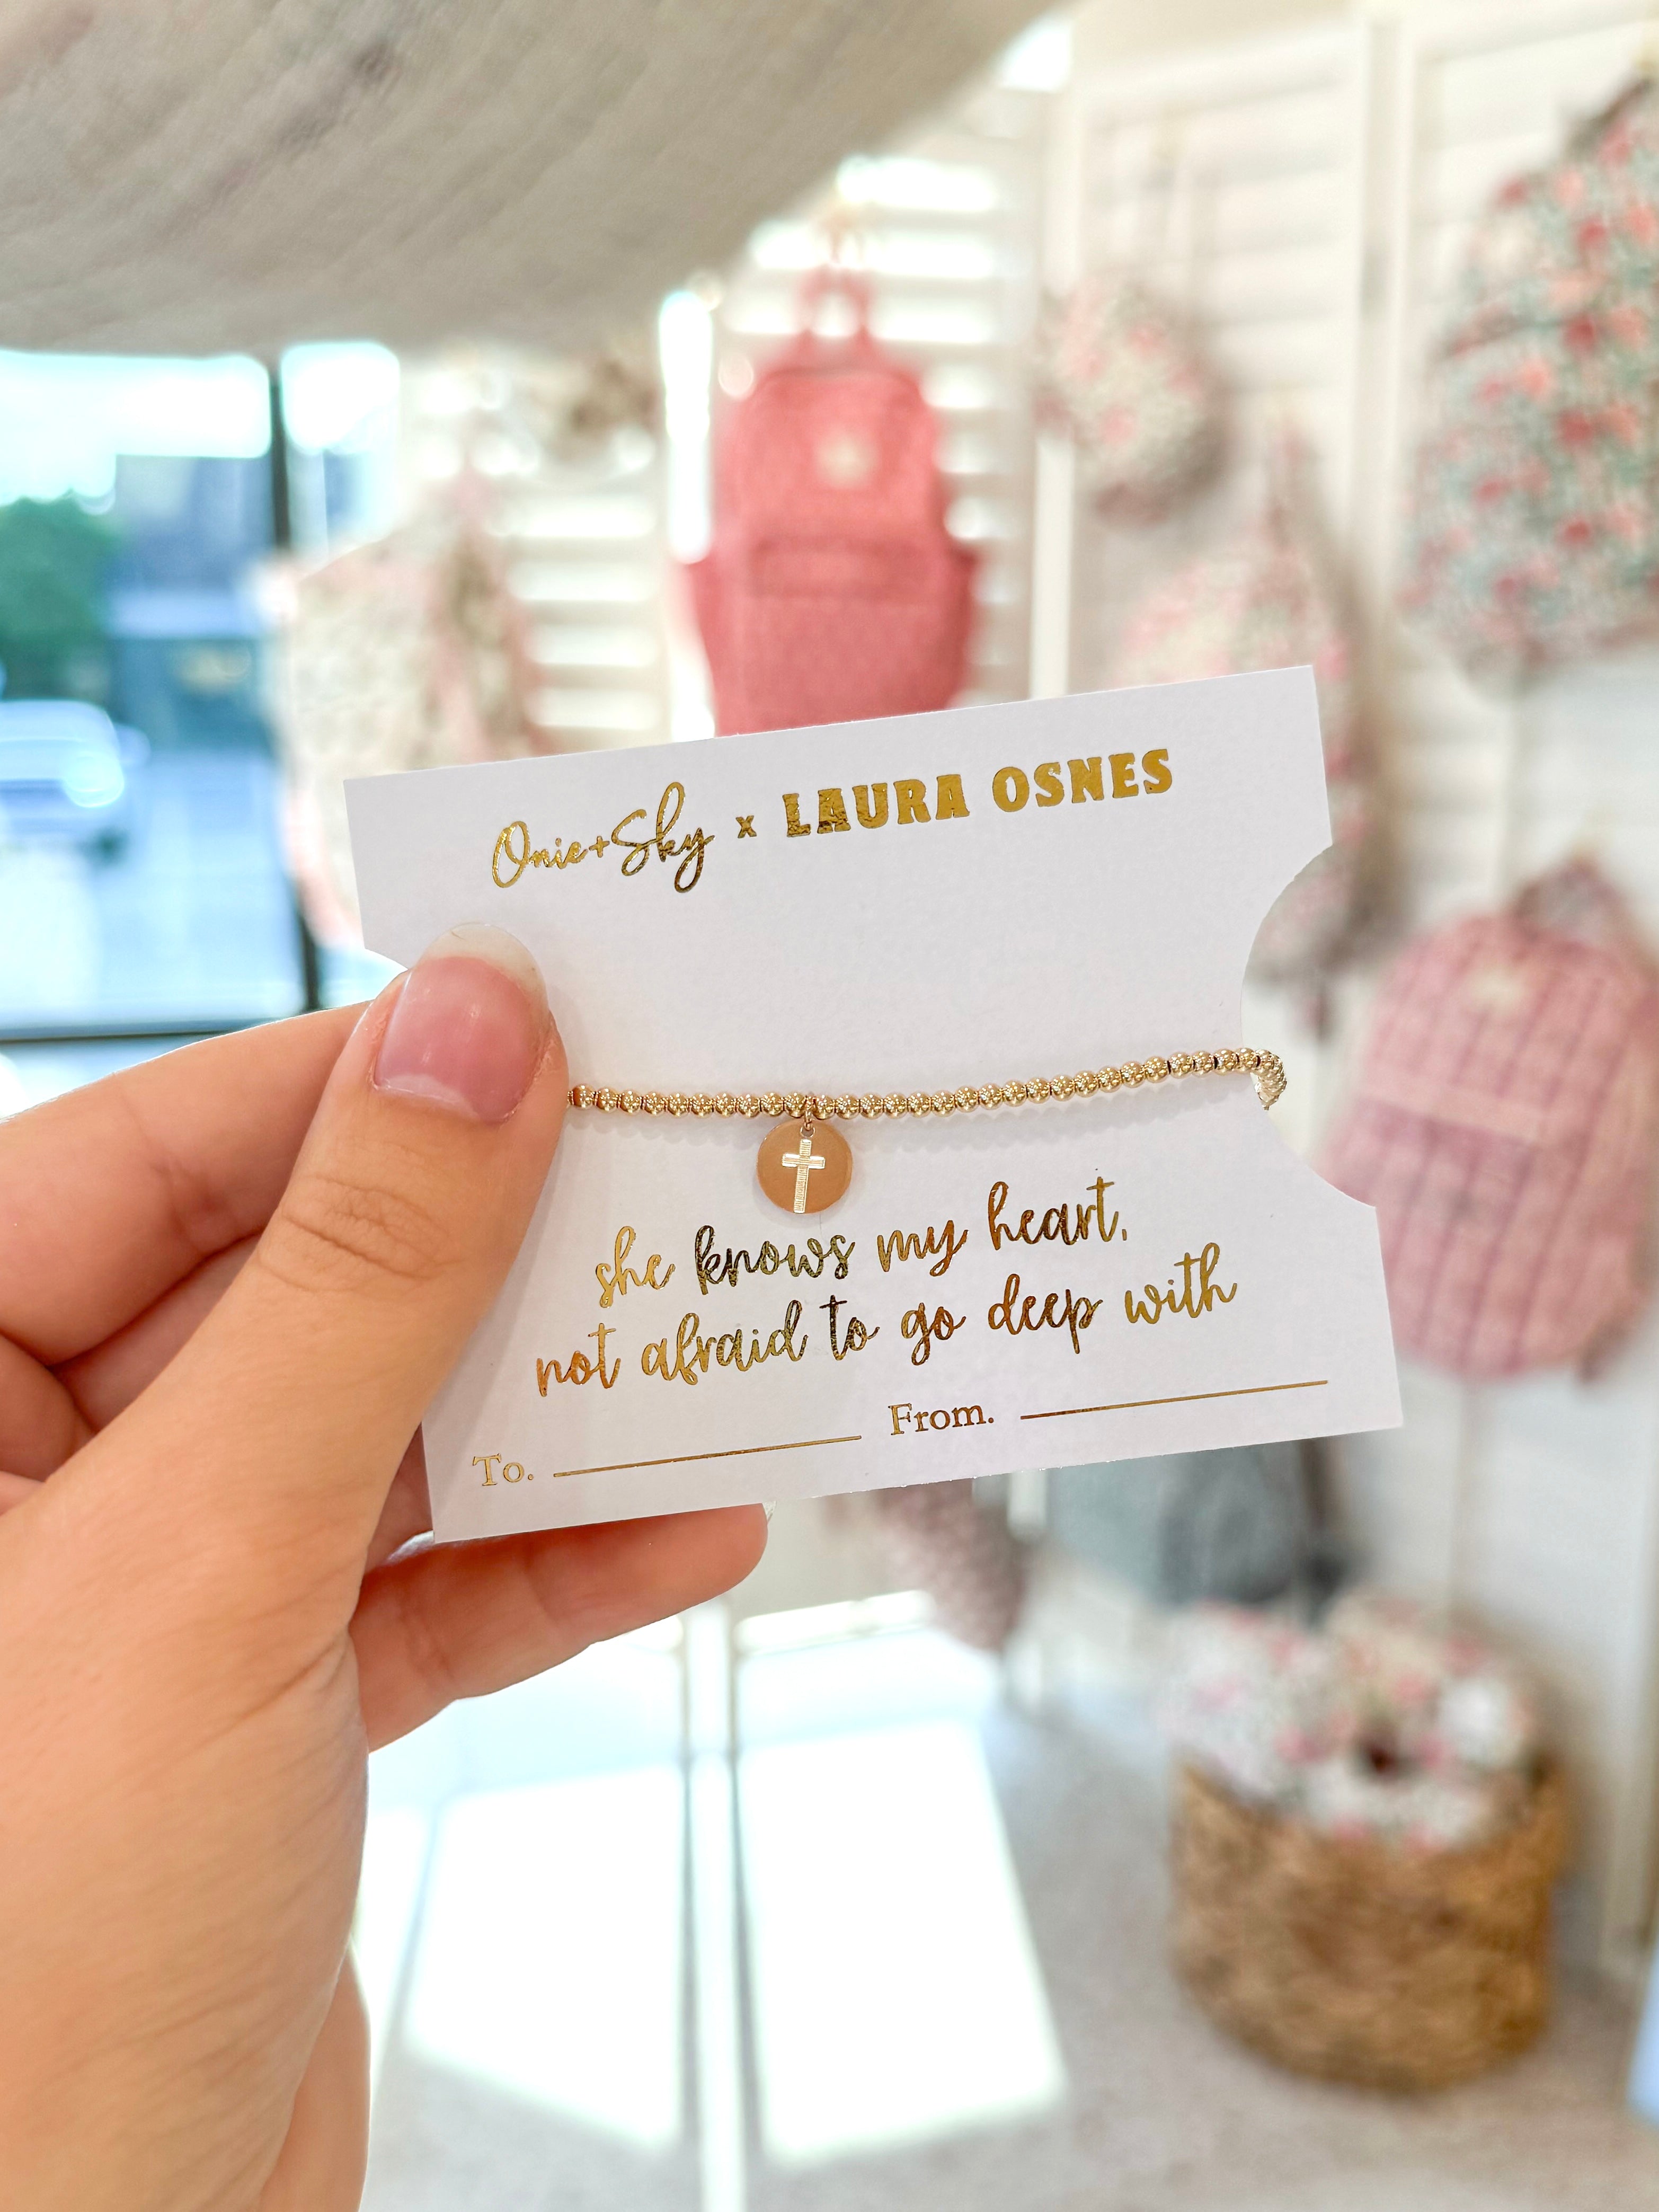 Onie+Sky x LAURA OSNES
she knows my heart,
not afraid to go deep with
To. From.